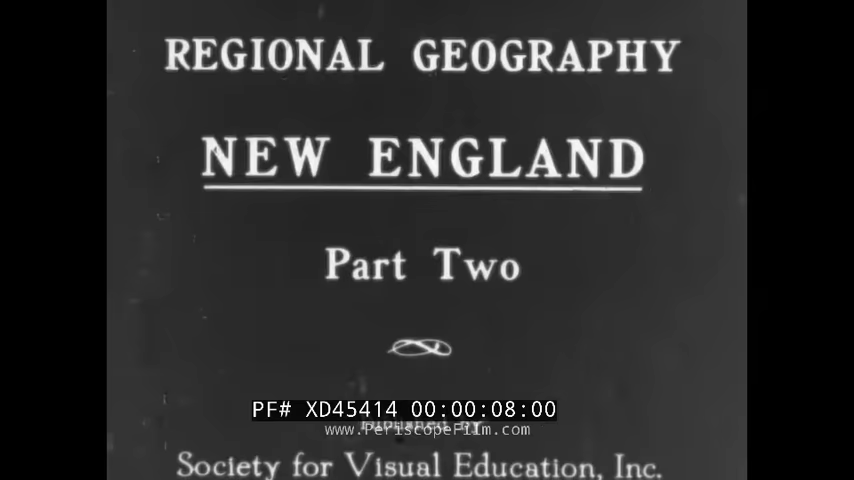 REGIONAL GEOGRAPHY
NEW ENGLAND
Part Two
PF# XD45414 00:00:08:00
www.PeriscopeFilm.com
Society for Visual Education, Inc.